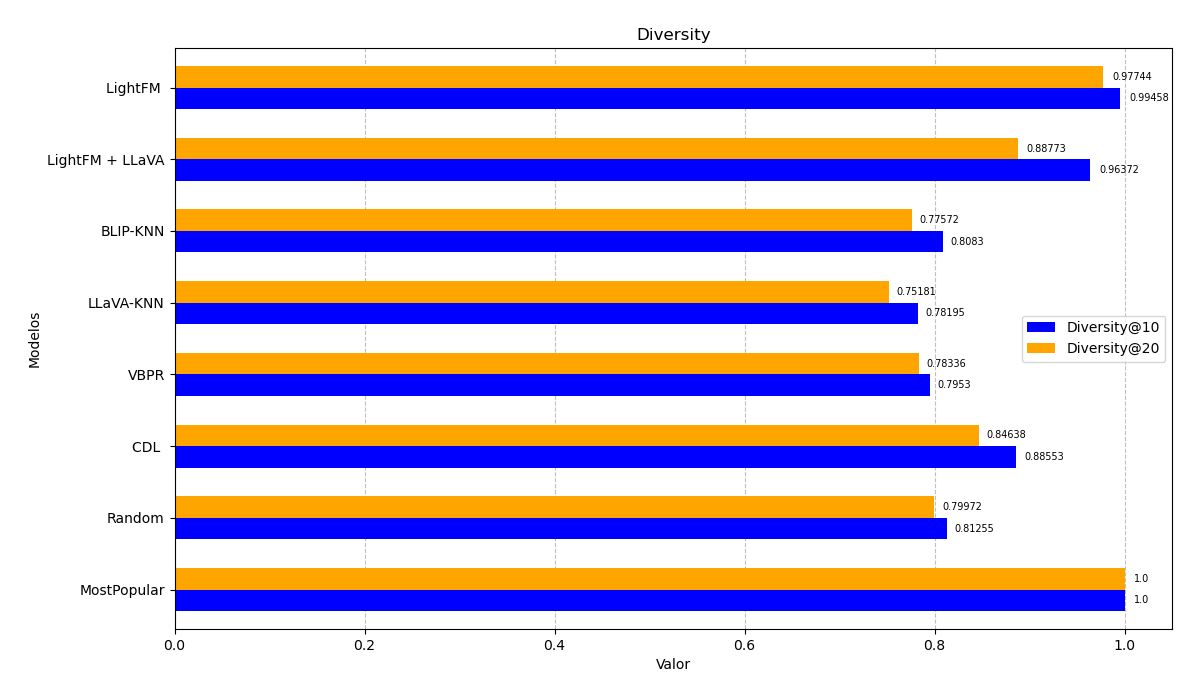 Diversity
LightFM
0.97744
0.99458
LightFM + LLaVA
0.88773
0.96372
BLIP-KNN
0.77572
0.8083
LLaVA-KNN
0.75181
0.78195
VBPR
0.78336
0.7953
CDL
0.84638
0.88553
Random
0.79972
0.81255
MostPopular
1.0
1.0
Modelos
Diversity@10
Diversity@20
0.0 0.2 0.4 0.6 0.8 1.0
Valor